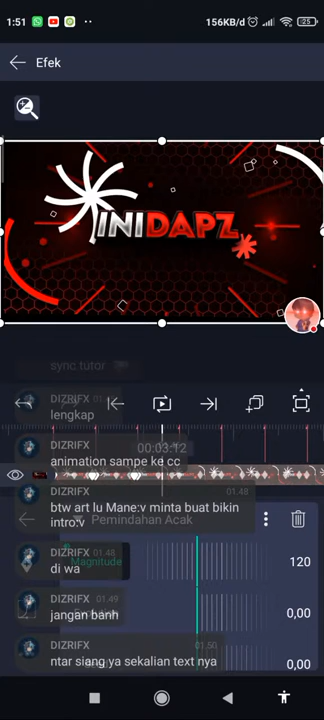 1:51
156KB/d
25
Efek
INIDAPZ
sync tutor
DIZRIFX
lengkap
DIZRIFX
animation sampe ke cc
00:03:12
DIZRIFX 01.48
btw art lu Mane:v minta buat bikin
intro:v
Pemindahan Acak
DIZRIFX 01.48
di wa
Magnitude
120
DIZRIFX 01.49
jangan banh
0,00
DIZRIFX 01.50
ntar siang ya sekalian text nya
0,00